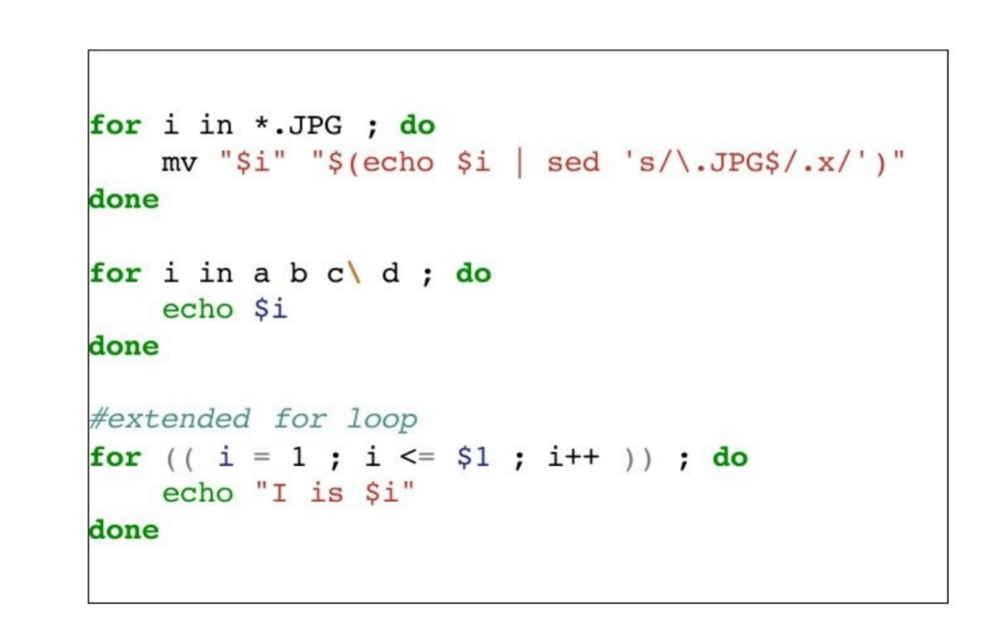 for i in *.JPG ; do
    mv "$i" "$(echo $i | sed 's/\.JPG$/.x/')"
done
for i in a b c\ d ; do
    echo $i
done
#extended for loop
for (( i = 1 ; i <= $1 ; i++ )) ; do
    echo "I is $i"
done